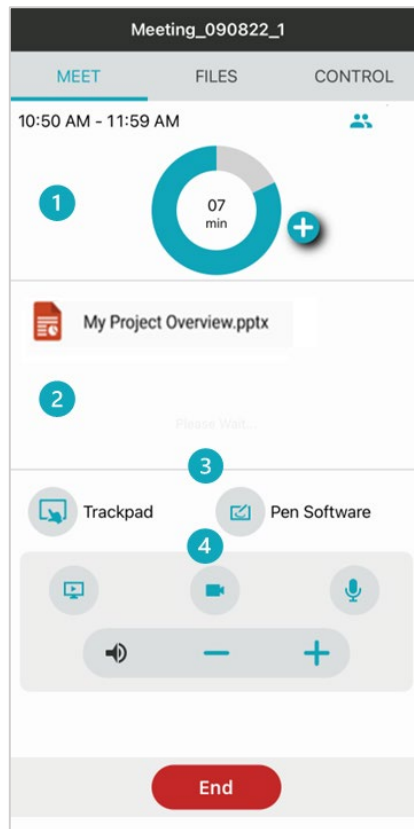 Meeting_090822_1
MEET FILES CONTROL
10:50 AM - 11:59 AM
1
07
min
My Project Overview.pptx
2
Please Wait...
3
Trackpad Pen Software
4
End